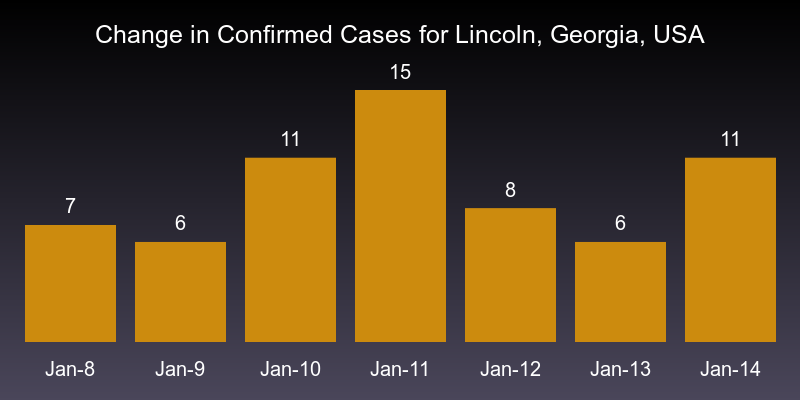 Change in Confirmed Cases for Lincoln, Georgia, USA
7
6
11
15
8
6
11
Jan-8
Jan-9
Jan-10
Jan-11
Jan-12
Jan-13
Jan-14